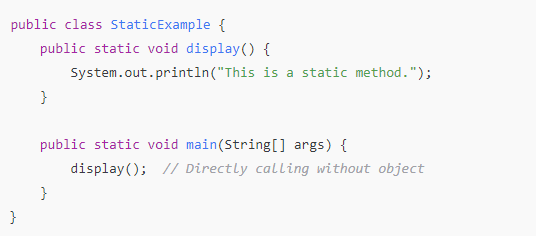 public class StaticExample {
    public static void display() {
        System.out.println("This is a static method.");
    }

    public static void main(String[] args) {
        display();  // Directly calling without object
    }
}